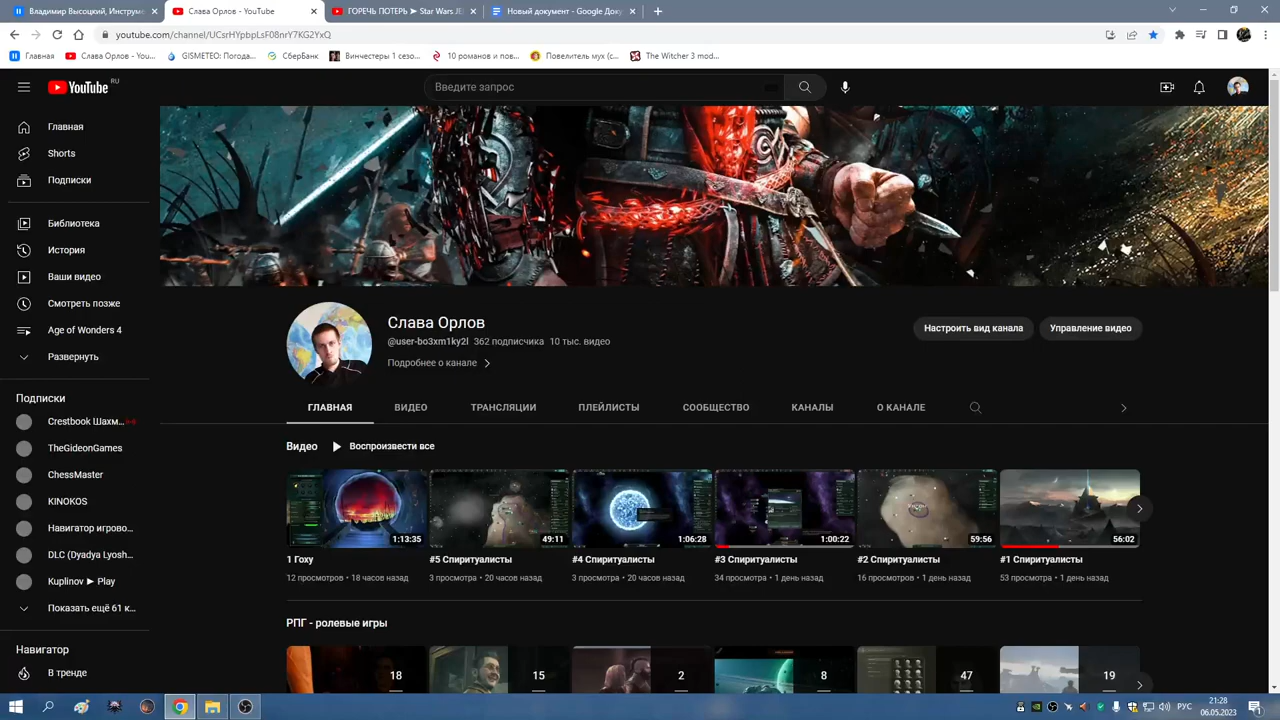 Владимир Высоцкий, Инструме
Слава Орлов - YouTube
ГОРЕЧЬ ПОТЕРЬ ➤ Star Wars JE
Новый документ - Google Доку
youtube.com/channel/UCsrHYpbpLsF08nrY7KG2YxQ
Главная
Слава Орлов - You...
GISMETEO: Погода...
СберБанк
Винчестеры 1 сезо...
10 романов и пов...
Повелитель мух (с...
The Witcher 3 mod...
YouTube RU
Введите запрос
Главная
Shorts
Подписки
Библиотека
История
Ваши видео
Смотреть позже
Age of Wonders 4
Развернуть
Подписки
Crestbook Шахм...
TheGideonGames
ChessMaster
KINOKOS
Навигатор игрово...
DLC (Dyadya Lyosh...
Kuplinov ► Play
Показать ещё 61 к...
Навигатор
В тренде
Слава Орлов
@user-bo3xm1ky2l 362 подписчика 10 тыс. видео
Подробнее о канале
Настроить вид канала
Управление видео
ГЛАВНАЯ ВИДЕО ТРАНСЛЯЦИИ ПЛЕЙЛИСТЫ СООБЩЕСТВО КАНАЛЫ О КАНАЛЕ
Видео Воспроизвести все
1:13:35
49:11
1:06:28
1:00:22
59:56
56:02
1 Гоху
12 просмотров • 18 часов назад
#5 Спиритуалисты
3 просмотра • 20 часов назад
#4 Спиритуалисты
3 просмотра • 20 часов назад
#3 Спиритуалисты
34 просмотра • 1 день назад
#2 Спиритуалисты
16 просмотров • 1 день назад
#1 Спиритуалисты
53 просмотра • 1 день назад
РПГ - ролевые игры
18
15
2
8
47
19
РУС
21:28
06.05.2023